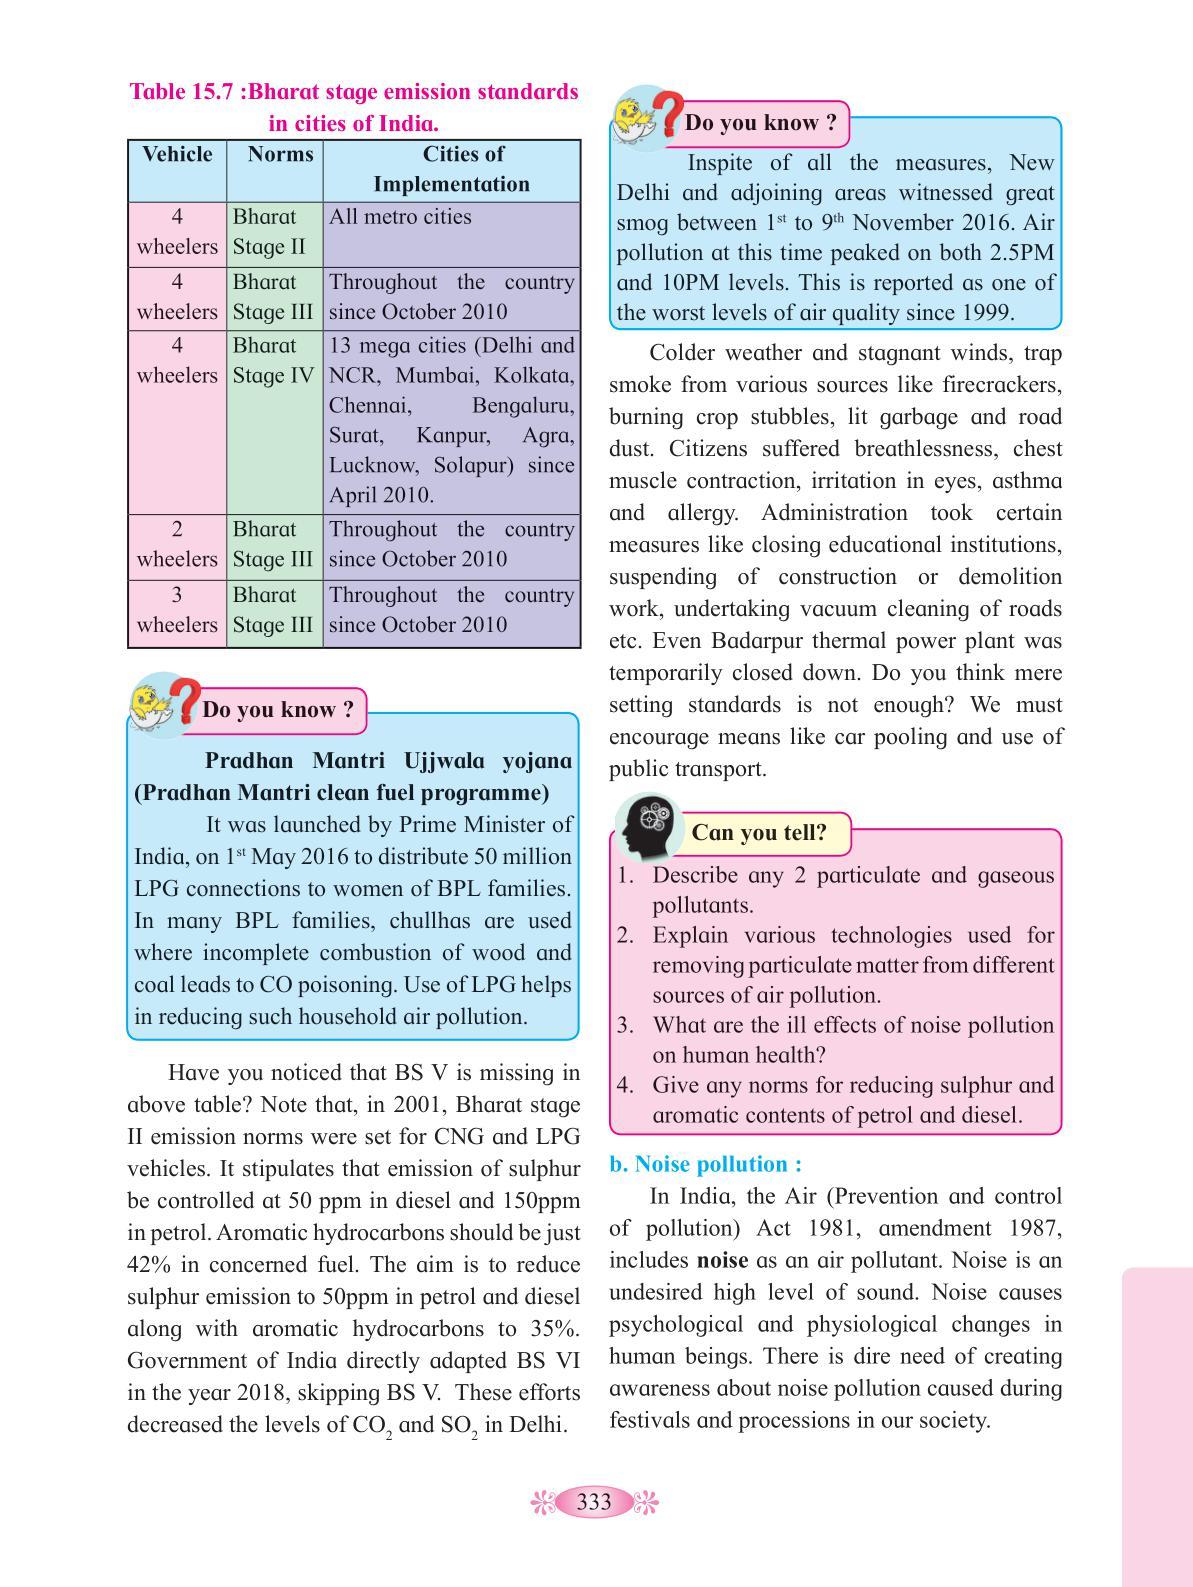 Table 15.7 :Bharat stage emission standards
in cities of India.
Vehicle Norms Cities of
Implementation
4 Bharat All metro cities
wheelers Stage II
4 Bharat Throughout the country
wheelers Stage III since October 2010
4 Bharat 13 mega cities (Delhi and
wheelers Stage IV NCR, Mumbai, Kolkata,
Chennai, Bengaluru,
Surat, Kanpur, Agra,
Lucknow, Solapur) since
April 2010.
2 Bharat Throughout the country
wheelers Stage III since October 2010
3 Bharat Throughout the country
wheelers Stage III since October 2010
Do you know ?
Pradhan Mantri Ujjwala yojana
(Pradhan Mantri clean fuel programme)
It was launched by Prime Minister of
India, on 1st May 2016 to distribute 50 million
LPG connections to women of BPL families.
In many BPL families, chullhas are used
where incomplete combustion of wood and
coal leads to CO poisoning. Use of LPG helps
in reducing such household air pollution.
Have you noticed that BS V is missing in
above table? Note that, in 2001, Bharat stage
II emission norms were set for CNG and LPG
vehicles. It stipulates that emission of sulphur
be controlled at 50 ppm in diesel and 150ppm
in petrol. Aromatic hydrocarbons should be just
42% in concerned fuel. The aim is to reduce
sulphur emission to 50ppm in petrol and diesel
along with aromatic hydrocarbons to 35%.
Government of India directly adapted BS VI
in the year 2018, skipping BS V. These efforts
decreased the levels of CO2 and SO2 in Delhi.
Do you know ?
Inspite of all the measures, New
Delhi and adjoining areas witnessed great
smog between 1st to 9th November 2016. Air
pollution at this time peaked on both 2.5PM
and 10PM levels. This is reported as one of
the worst levels of air quality since 1999.
Colder weather and stagnant winds, trap
smoke from various sources like firecrackers,
burning crop stubbles, lit garbage and road
dust. Citizens suffered breathlessness, chest
muscle contraction, irritation in eyes, asthma
and allergy. Administration took certain
measures like closing educational institutions,
suspending of construction or demolition
work, undertaking vacuum cleaning of roads
etc. Even Badarpur thermal power plant was
temporarily closed down. Do you think mere
setting standards is not enough? We must
encourage means like car pooling and use of
public transport.
Can you tell?
1. Describe any 2 particulate and gaseous
pollutants.
2. Explain various technologies used for
removing particulate matter from different
sources of air pollution.
3. What are the ill effects of noise pollution
on human health?
4. Give any norms for reducing sulphur and
aromatic contents of petrol and diesel.
b. Noise pollution :
In India, the Air (Prevention and control
of pollution) Act 1981, amendment 1987,
includes noise as an air pollutant. Noise is an
undesired high level of sound. Noise causes
psychological and physiological changes in
human beings. There is dire need of creating
awareness about noise pollution caused during
festivals and processions in our society.
333